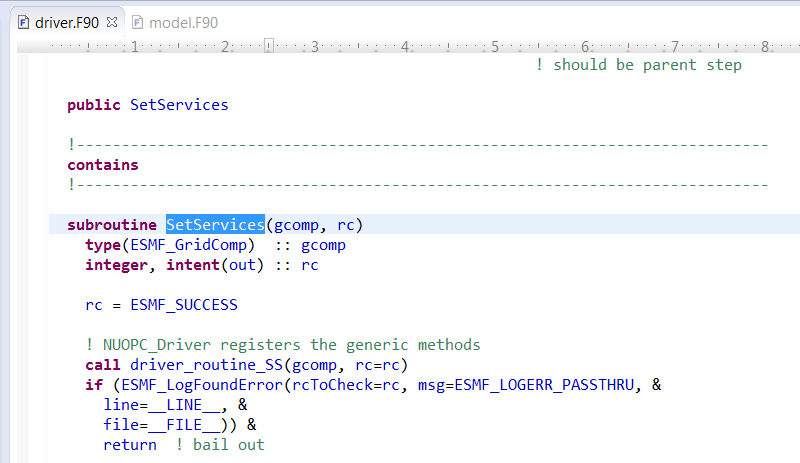 driver.F90 model.F90
1 2 3 4 5 6 7 8
! should be parent step
public SetServices
!-----------------------------------------------------------------------------
contains
!-----------------------------------------------------------------------------
subroutine SetServices(gcomp, rc)
type(ESMF_GridComp)  :: gcomp
integer, intent(out) :: rc
rc = ESMF_SUCCESS
! NUOPC_Driver registers the generic methods
call driver_routine_SS(gcomp, rc=rc)
if (ESMF_LogFoundError(rcToCheck=rc, msg=ESMF_LOGERR_PASSTHRU, &
line=__LINE__, &
file=__FILE__)) &
return  ! bail out